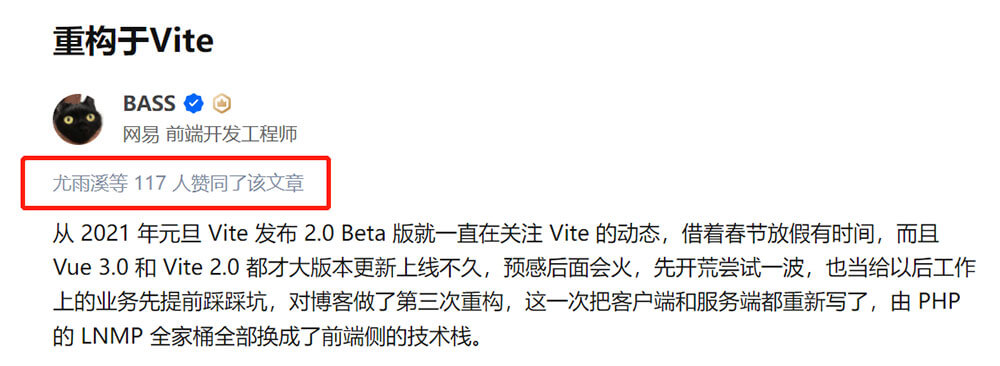 重构于Vite
BASS
网易 前端开发工程师
尤雨溪等 117 人赞同了该文章
从 2021 年元旦 Vite 发布 2.0 Beta 版就一直在关注 Vite 的动态，借着春节放假有时间，而且
Vue 3.0 和 Vite 2.0 都才大版本更新上线不久，预感后面会火，先开荒尝试一波，也当给以后工作
上的业务先提前踩踩坑，对博客做了第三次重构，这一次把客户端和服务端都重新写了，由 PHP
的 LNMP 全家桶全部换成了前端侧的技术栈。